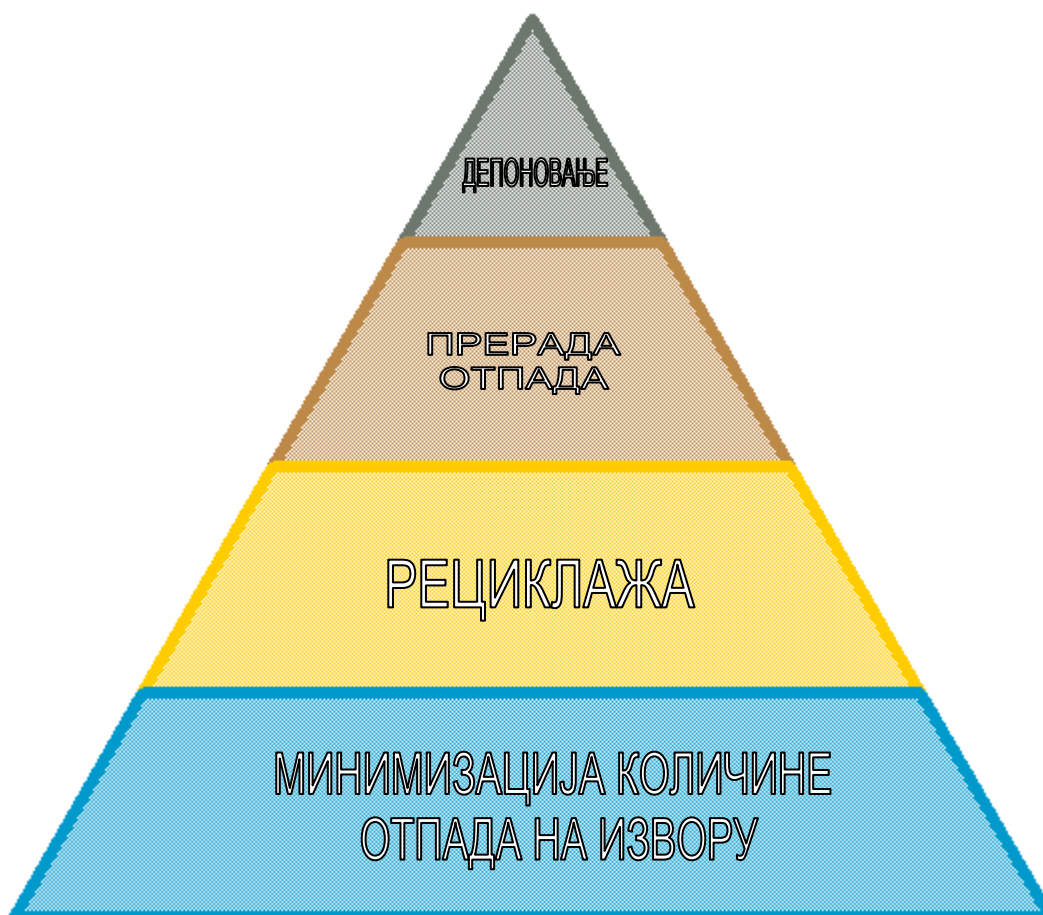 ДЕПОНОВАЊЕ
ПРЕРАДА
ОТПАДА
РЕЦИКЛАЖА
МИНИМИЗАЦИЈА КОЛИЧИНЕ
ОТПАДА НА ИЗВОРУ